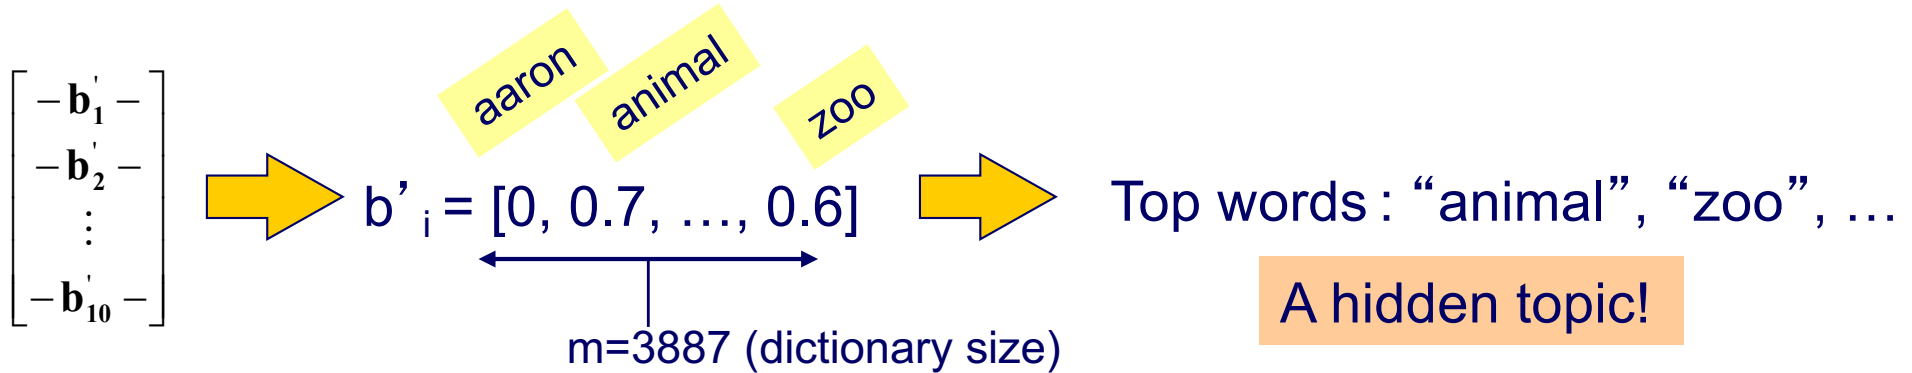 aaron
animal
zoo
−b'₁−
−b'₂−
⋮
−b'₁₀−
b’ᵢ = [0, 0.7, …, 0.6]
Top words : “animal”, “zoo”, …
A hidden topic!
m=3887 (dictionary size)